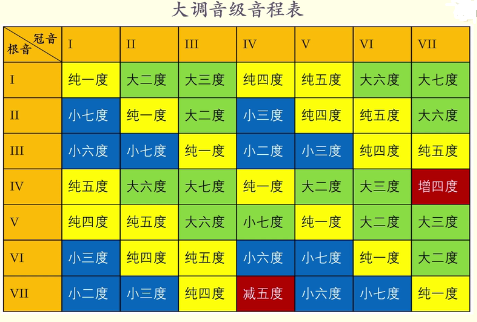 大调音级音程表
冠音 根音 I II III IV V VI VII
I 纯一度 大二度 大三度 纯四度 纯五度 大六度 大七度
II 小七度 纯一度 大二度 小三度 纯四度 纯五度 大六度
III 小六度 小七度 纯一度 小二度 小三度 纯四度 纯五度
IV 纯五度 大六度 大七度 纯一度 大二度 大三度 增四度
V 纯四度 纯五度 大六度 小七度 纯一度 大二度 大三度
VI 小三度 纯四度 纯五度 小六度 小七度 纯一度 大二度
VII 小二度 小三度 纯四度 减五度 小六度 小七度 纯一度